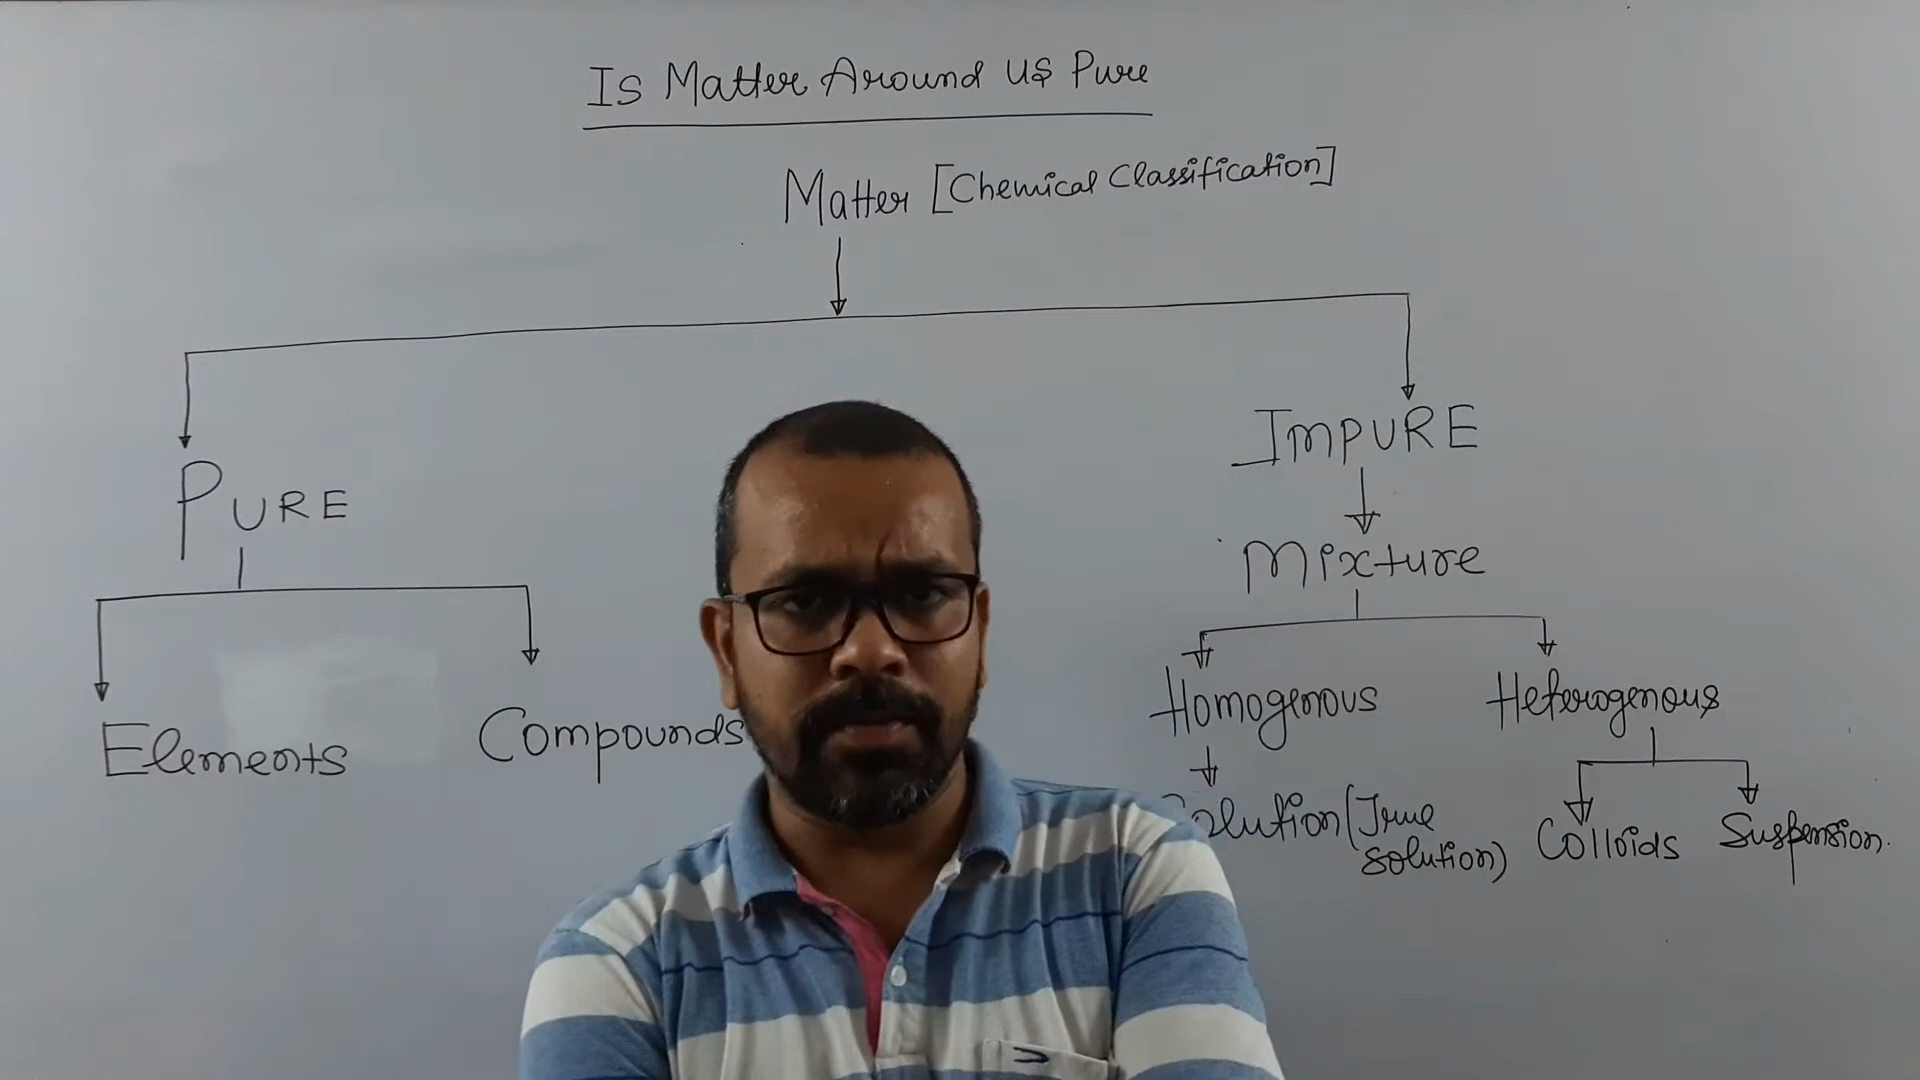 Is Matter Around us Pure
Matter [Chemical Classification]
PURE
IMPURE
Mixture
Elements
Compounds
Homogenous
Heterogenous
Solution (True
solution)
Colloids
Suspension.